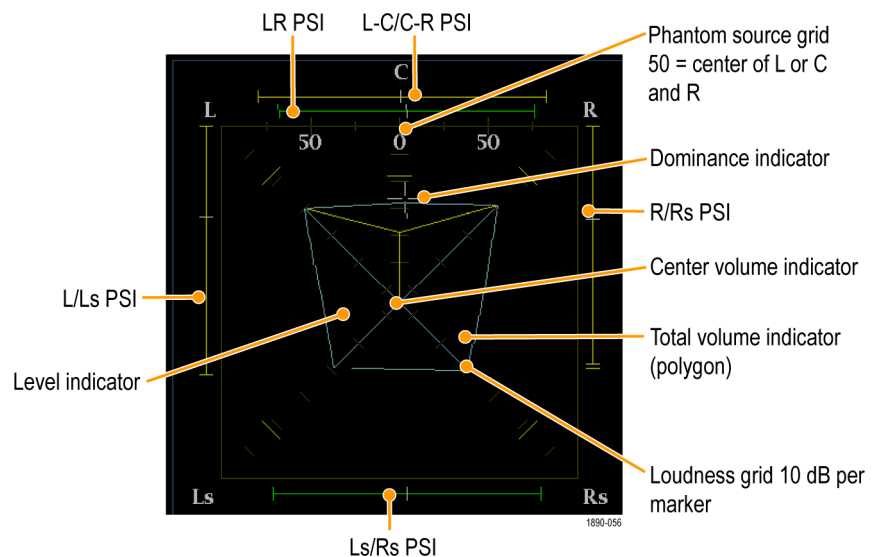 LR PSI
L-C/C-R PSI
Phantom source grid
50 = center of L or C
and R
C
L
R
50
0
50
Dominance indicator
R/Rs PSI
Center volume indicator
L/Ls PSI
Total volume indicator
(polygon)
Level indicator
Loudness grid 10 dB per
marker
Ls
Rs
1890-056
Ls/Rs PSI